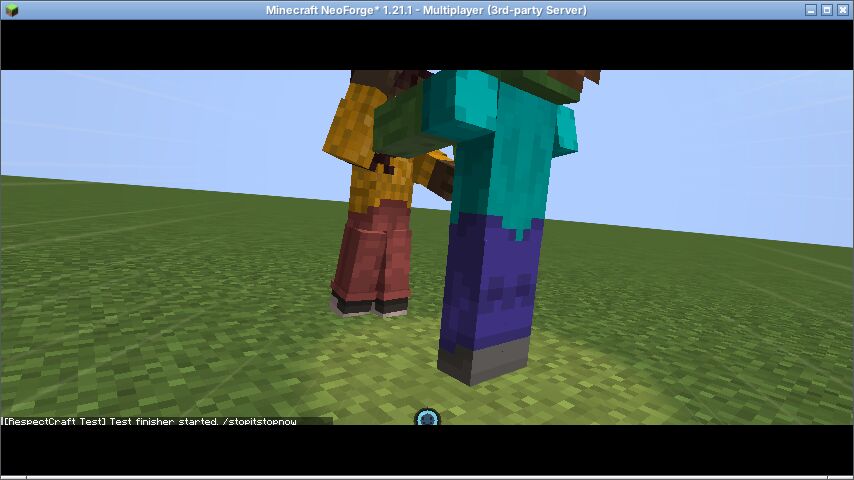 Minecraft NeoForge* 1.21.1 - Multiplayer (3rd-party Server)
[RespectCraft Test] Test finisher started. /stopitstopnow